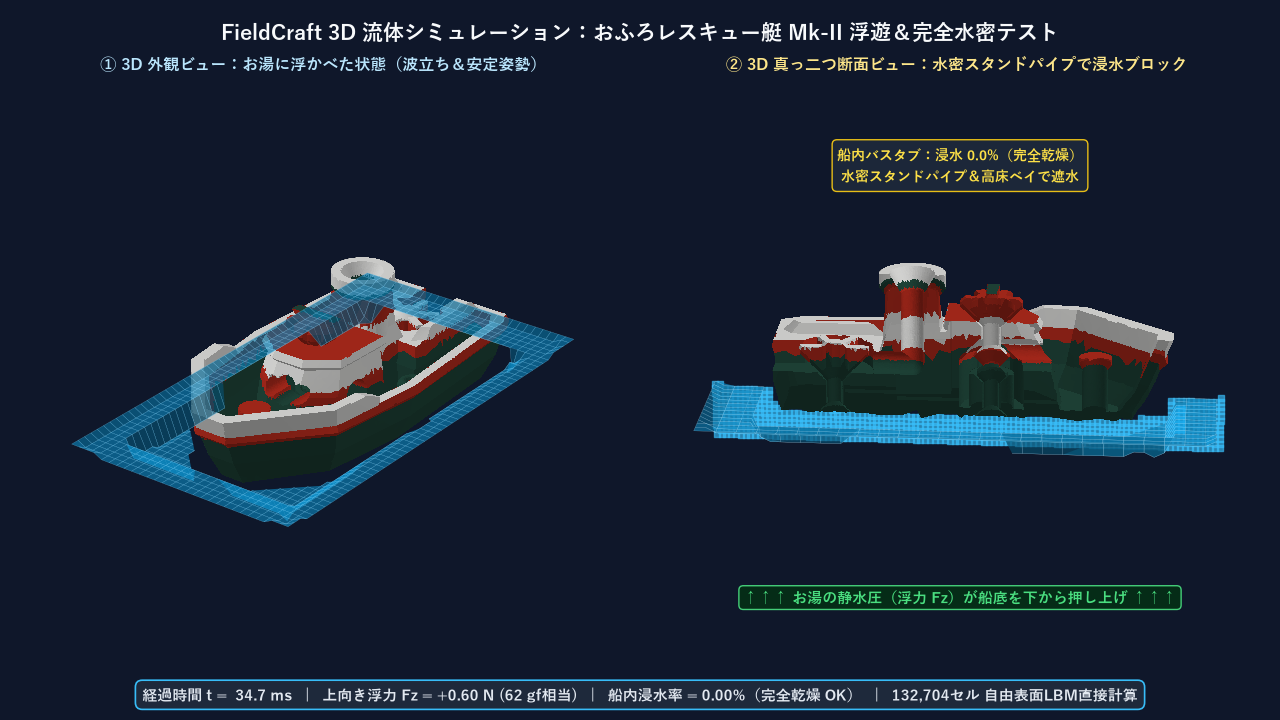 FieldCraft 3D 流体シミュレーション：おふろレスキュー艇 Mk-II 浮遊＆完全水密テスト
① 3D 外観ビュー：お湯に浮かべた状態（波立ち＆安定姿勢）
② 3D 真っ二つ断面ビュー：水密スタンドパイプで浸水ブロック
船内バスタブ：浸水 0.0%（完全乾燥）
水密スタンドパイプ＆高床ベイで遮水
↑ ↑ ↑ お湯の静水圧（浮力 Fz）が船底を下から押し上げ ↑ ↑ ↑
経過時間 t = 34.7 ms ｜ 上向き浮力 Fz = +0.60 N (62 gf相当) ｜ 船内浸水率 = 0.00%（完全乾燥 OK） ｜ 132,704セル 自由表面LBM直接計算